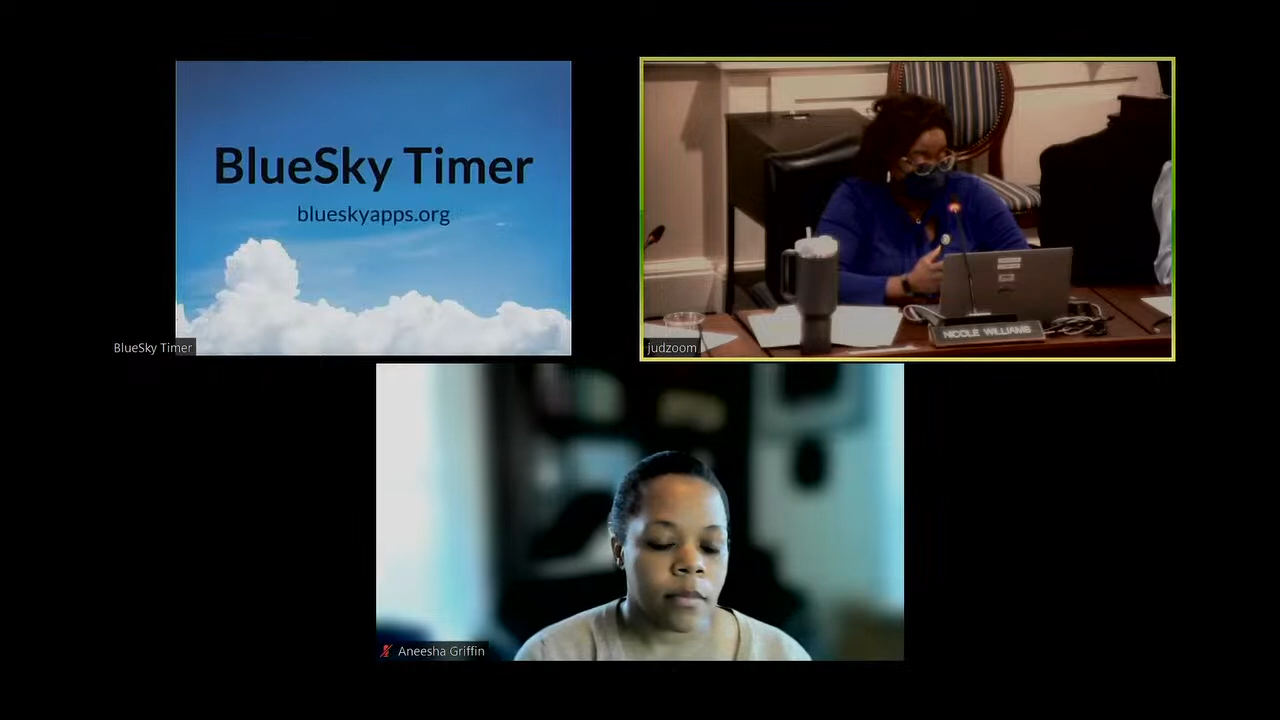 BlueSky Timer
blueskyapps.org
BlueSky Timer
judzoom
NICOLE WILLIAMS
Aneesha Griffin